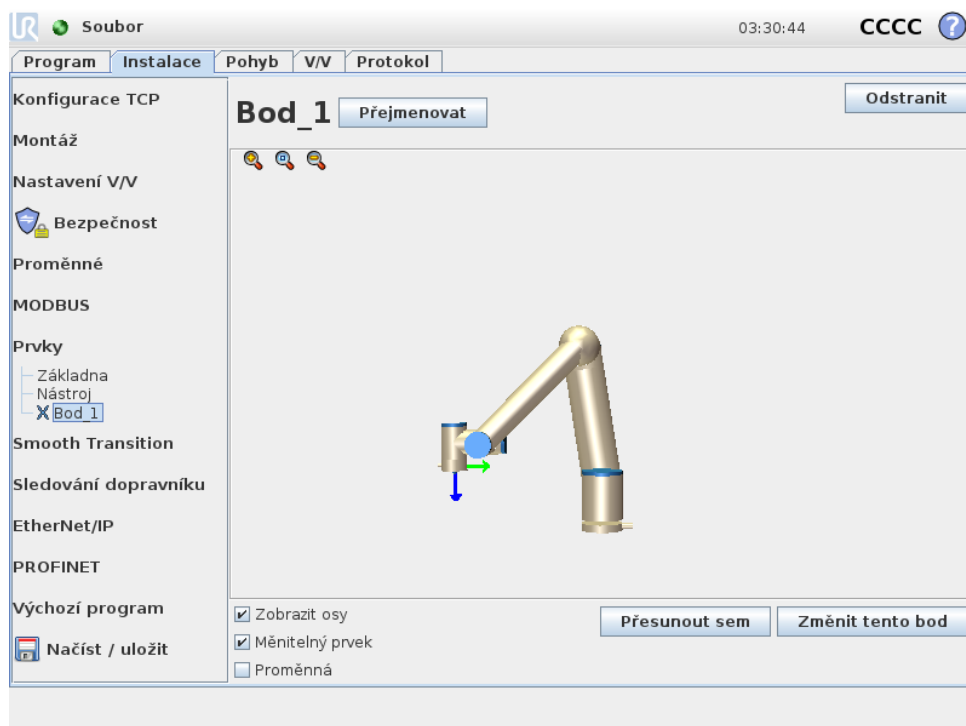 UR Soubor 03:30:44 CCCC ?
Program Instalace Pohyb V/V Protokol
Konfigurace TCP
Montáž
Nastavení V/V
Bezpečnost
Proměnné
MODBUS
Prvky
Základna
Nástroj
Bod_1
Smooth Transition
Sledování dopravníku
EtherNet/IP
PROFINET
Výchozí program
Načíst / uložit
Bod_1 Přejmenovat Odstranit
Zobrazit osy
Měnitelný prvek
Proměnná
Přesunout sem Změnit tento bod